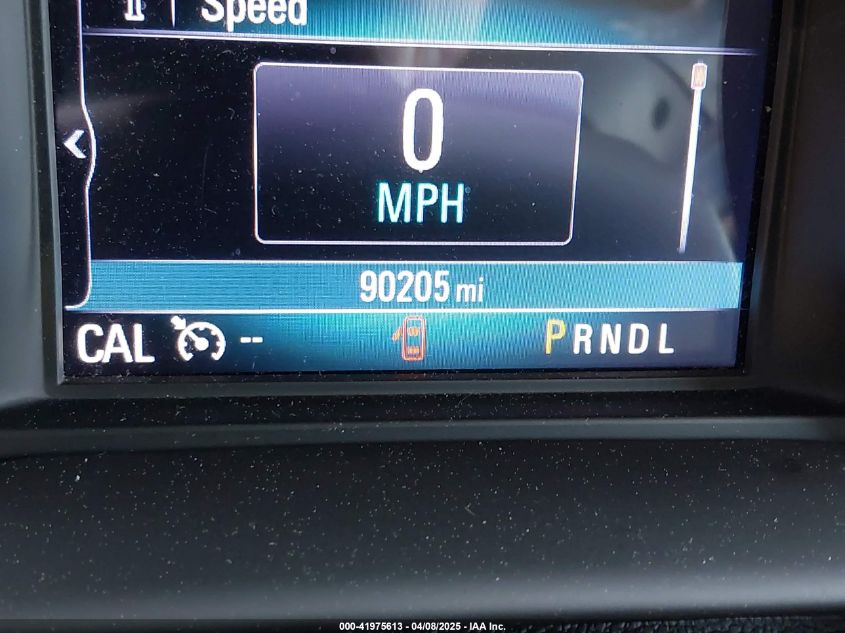 Speed
0
MPH
90205 mi
CAL -- PRNDL
000-41975613 - 04/08/2025 - IAA Inc.